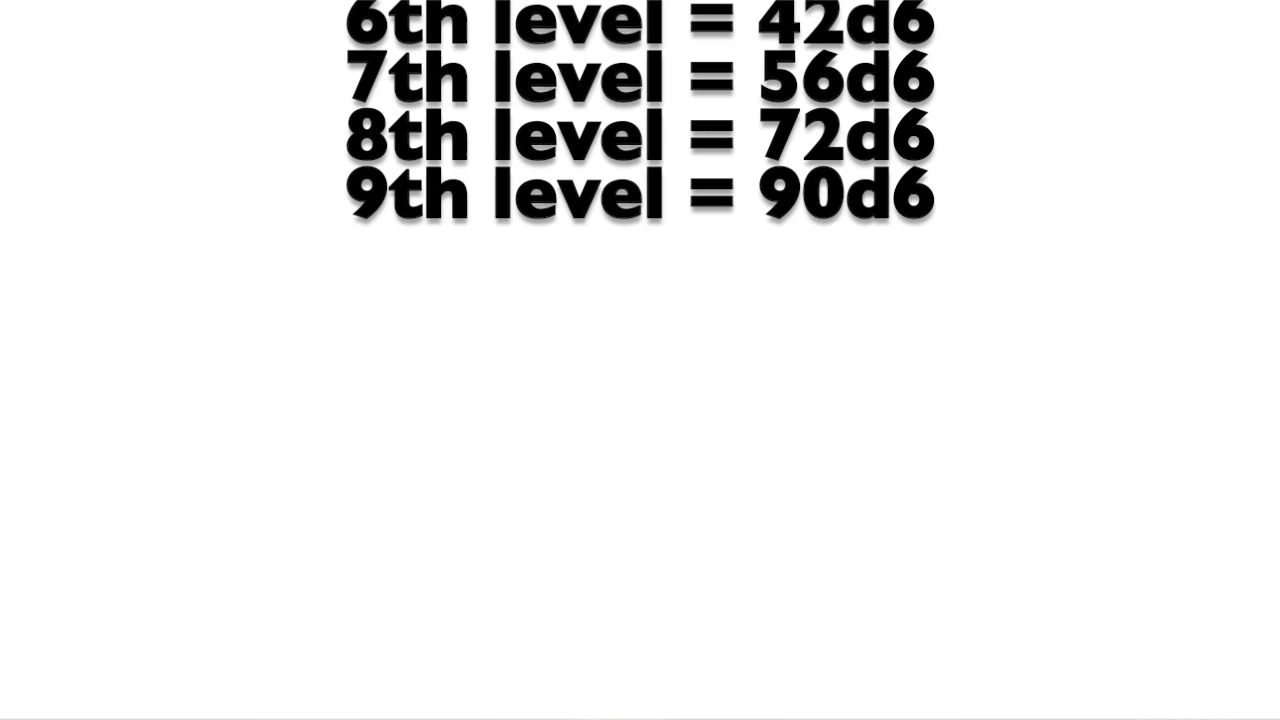 6th level = 42d6
7th level = 56d6
8th level = 72d6
9th level = 90d6